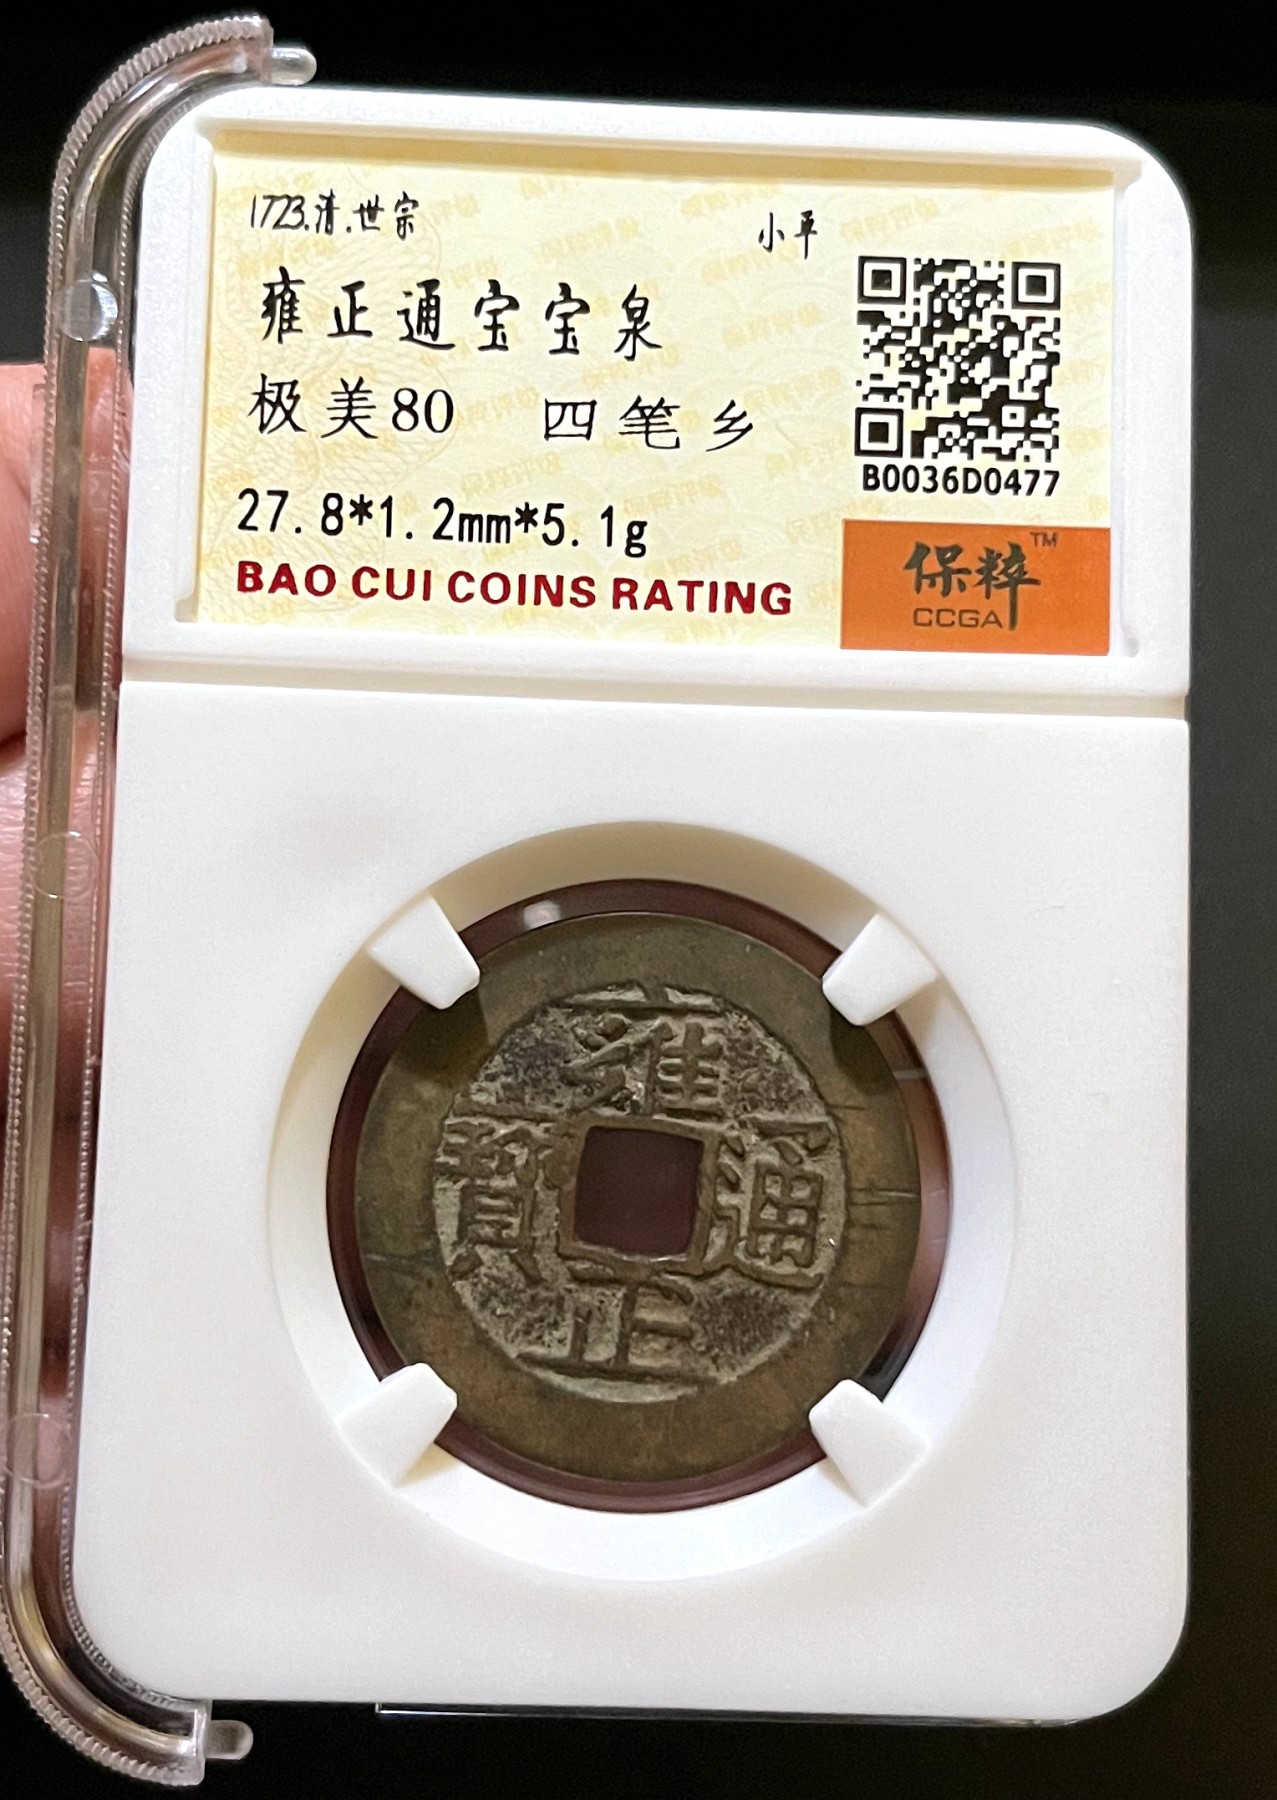 1723.清.世宗
小平
雍正通宝宝泉
极美80 四笔乡
27.8*1.2mm*5.1g
BAO CUI COINS RATING
B0036D0477
保粹™
CCGA
雍
寶 通
正